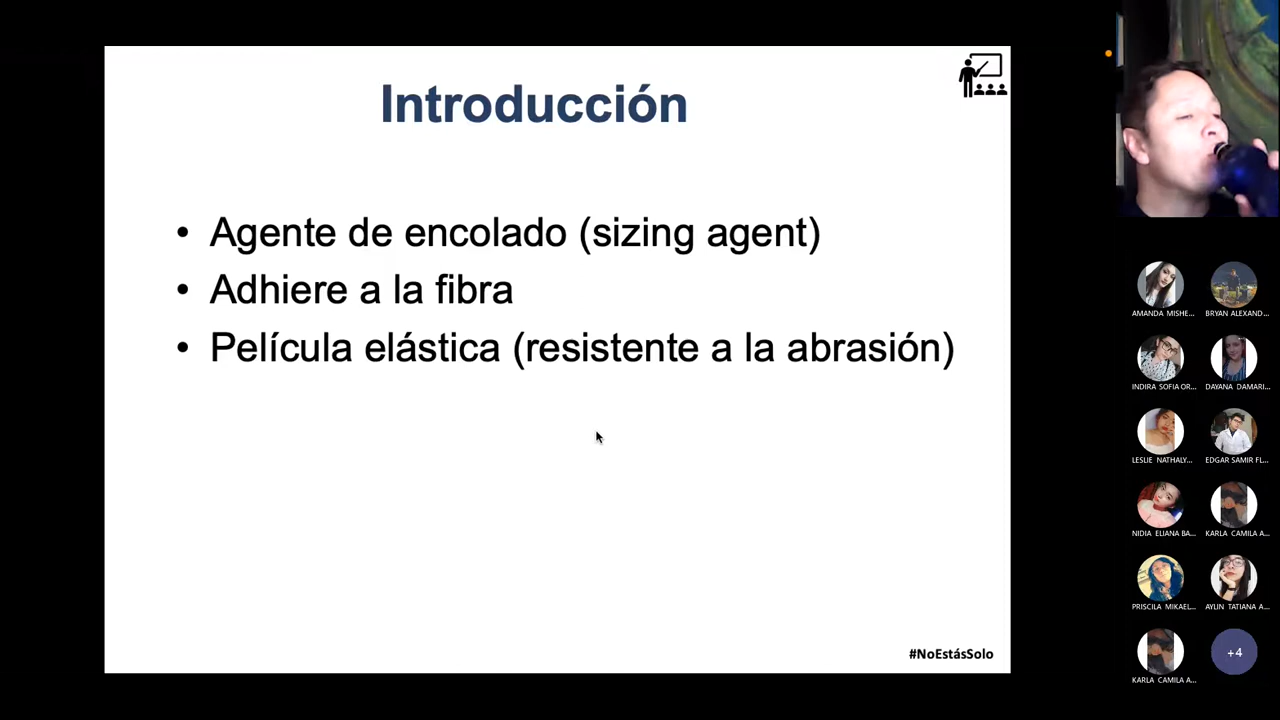 Introducción
• Agente de encolado (sizing agent)
• Adhiere a la fibra
• Película elástica (resistente a la abrasión)
#NoEstásSolo
AMANDA MISHE...
BRYAN ALEXAND...
INDIRA SOFIA OR...
DAYANA DAMARI...
LESLIE NATHALY...
EDGAR SAMIR FL...
NIDIA ELIANA BA...
KARLA CAMILA A...
PRISCILA MIKAEL...
AYLIN TATIANA A...
KARLA CAMILA A...
+4